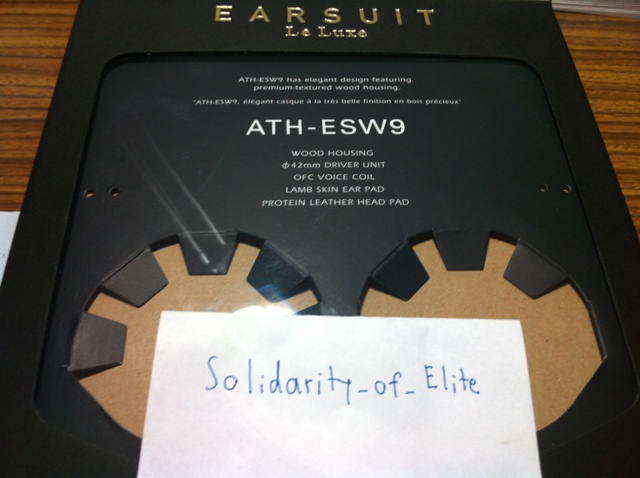 EARSUIT
Le Luxe
ATH-ESW9 has elegant design featuring
premium-textured wood housing.
"ATH-ESW9, élégant casque à la très belle finition en bois précieux"
ATH-ESW9
WOOD HOUSING
ϕ42mm DRIVER UNIT
OFC VOICE COIL
LAMB SKIN EAR PAD
PROTEIN LEATHER HEAD PAD
Solidarity_of_Elite